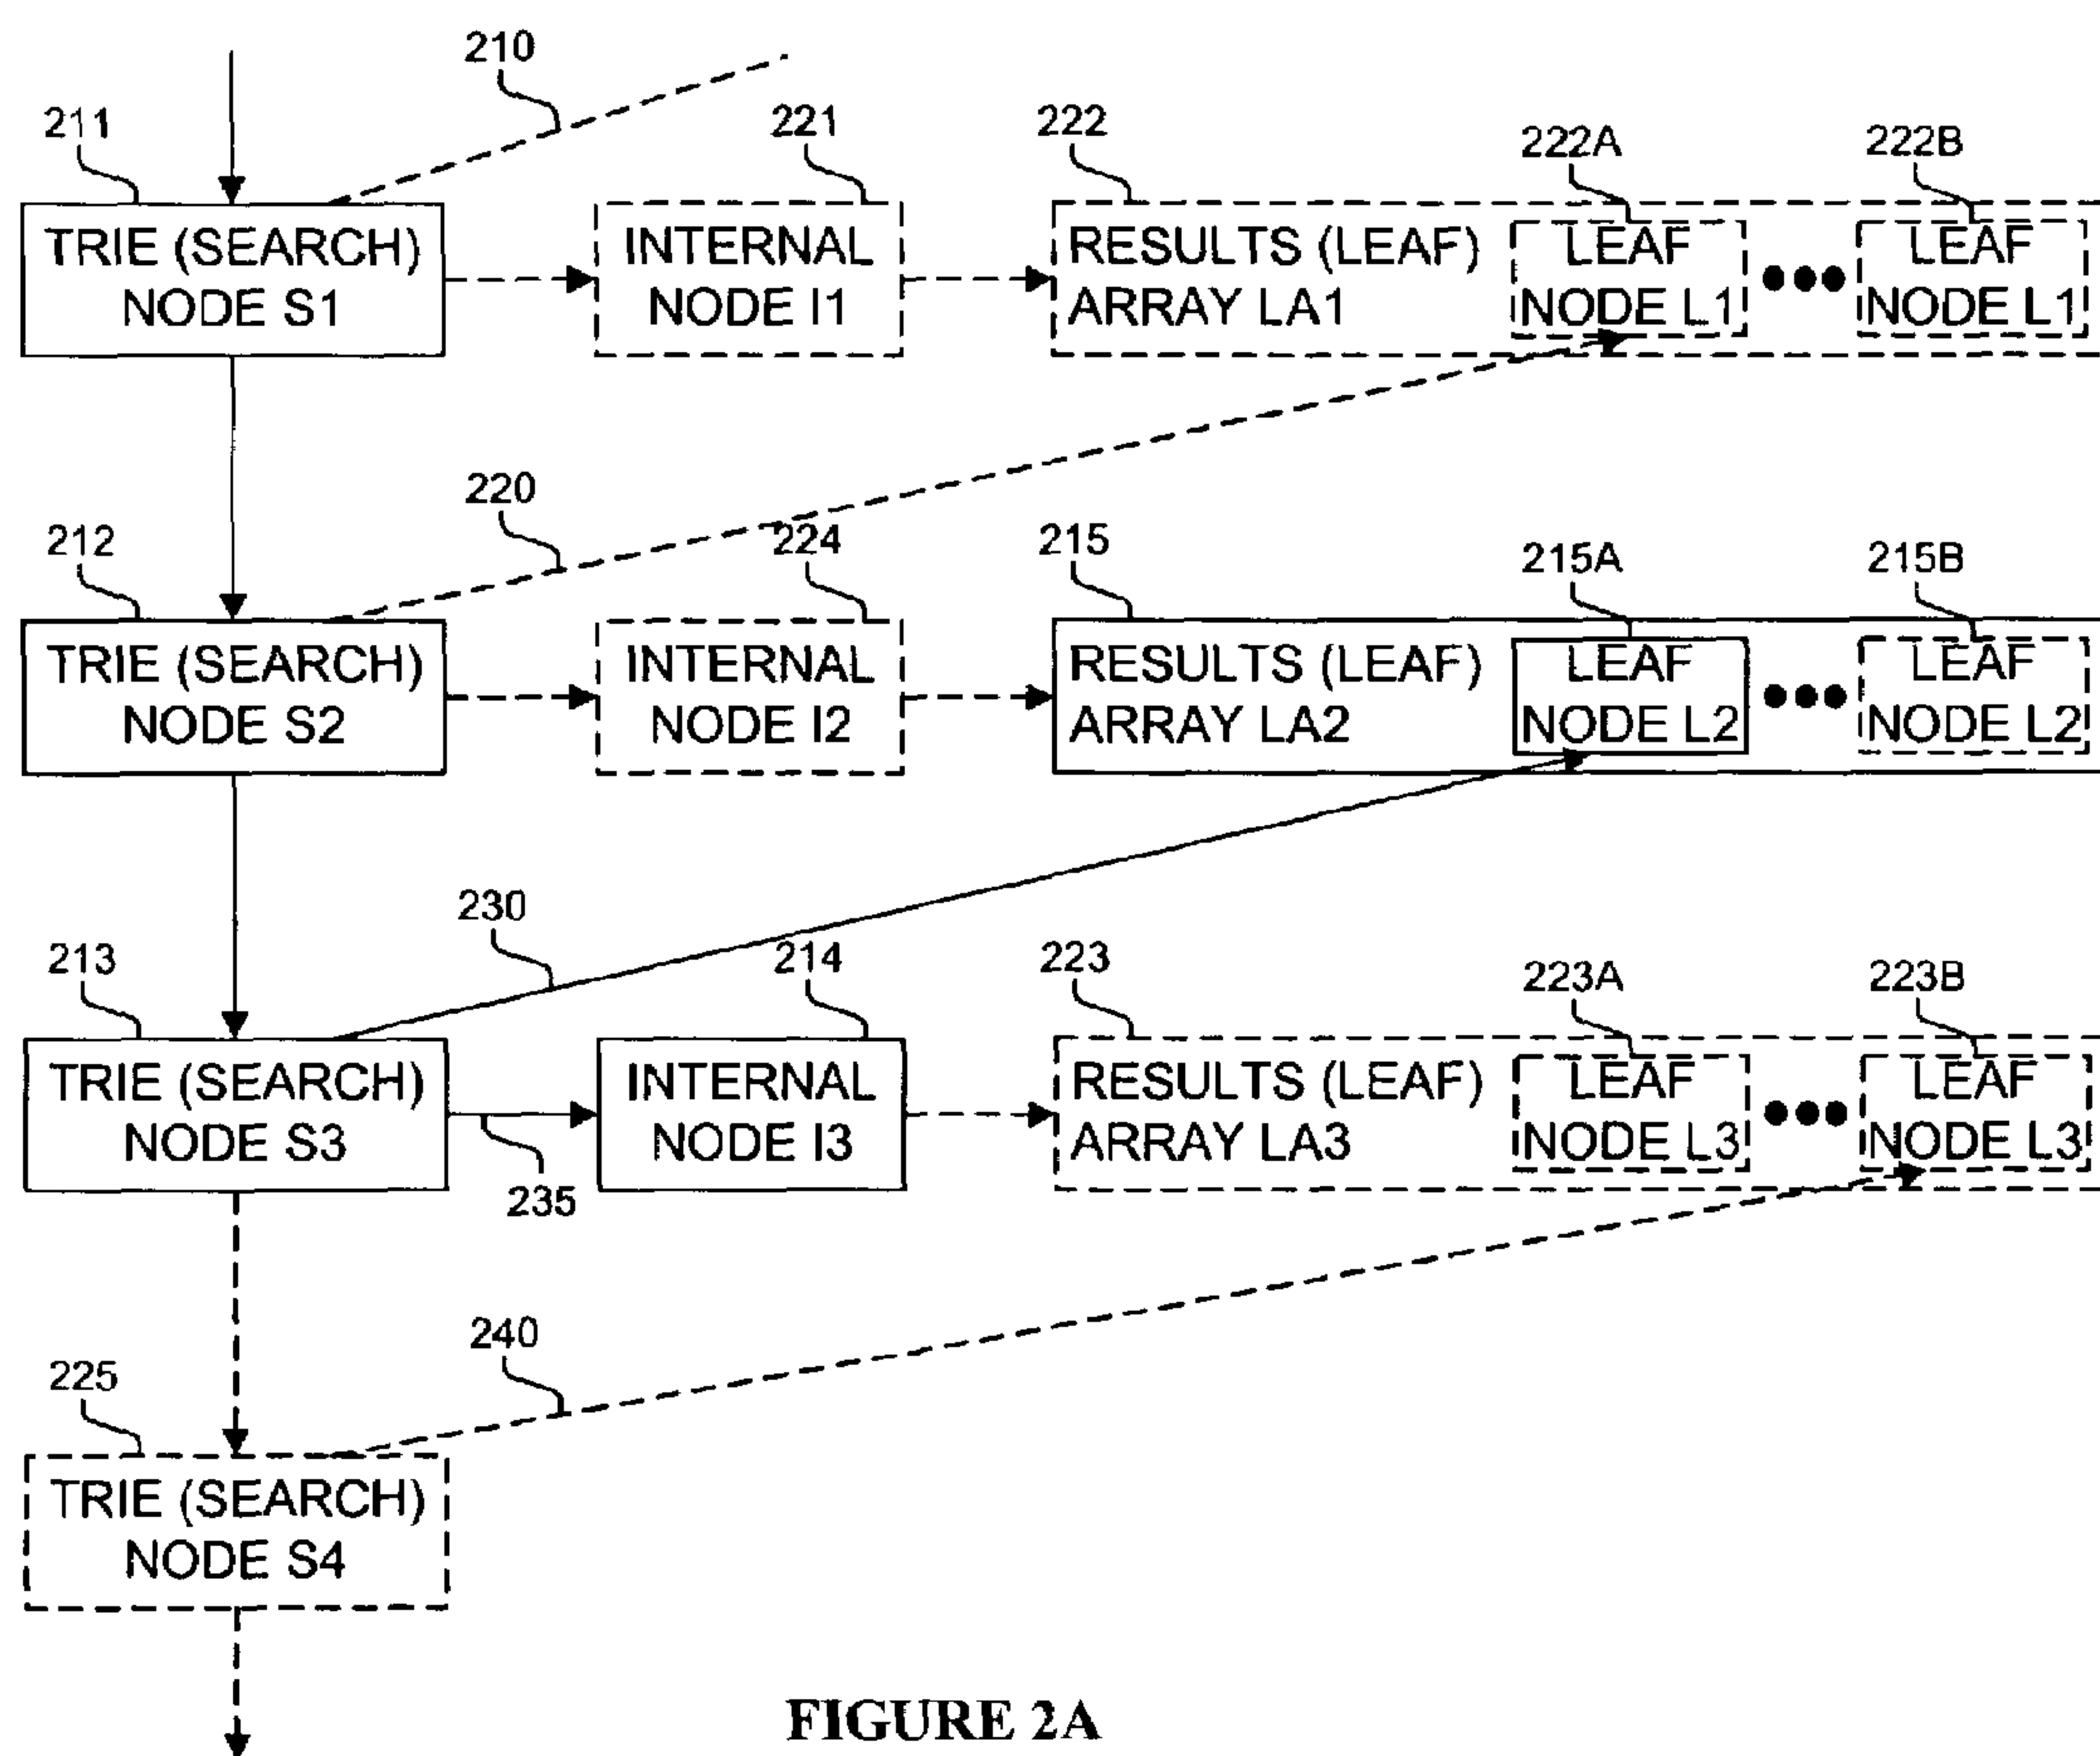 210
211
221
222
222A
222B
TRIE (SEARCH)
NODE S1
INTERNAL
NODE I1
RESULTS (LEAF)
ARRAY LA1
LEAF
NODE L1
LEAF
NODE L1
220
212
224
215
215A
215B
TRIE (SEARCH)
NODE S2
INTERNAL
NODE I2
RESULTS (LEAF)
ARRAY LA2
LEAF
NODE L2
LEAF
NODE L2
230
213
214
223
223A
223B
TRIE (SEARCH)
NODE S3
235
INTERNAL
NODE I3
RESULTS (LEAF)
ARRAY LA3
LEAF
NODE L3
LEAF
NODE L3
240
225
TRIE (SEARCH)
NODE S4
FIGURE 2A